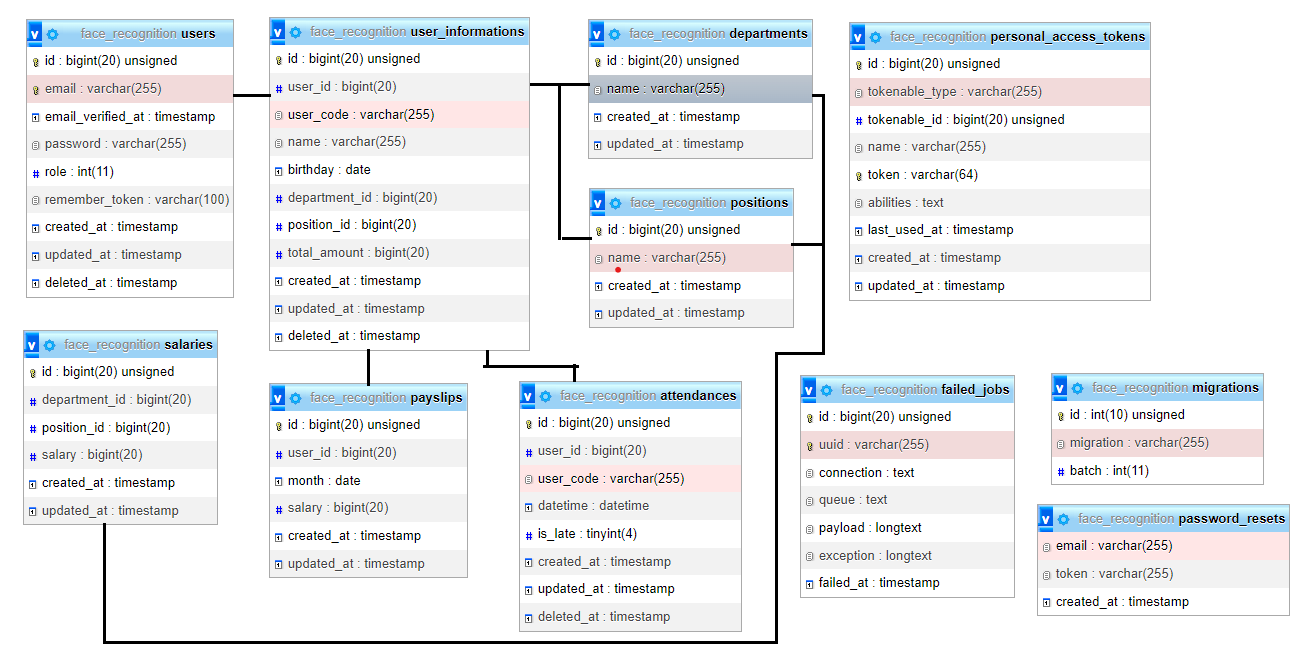 face_recognition users
id : bigint(20) unsigned
email : varchar(255)
email_verified_at : timestamp
password : varchar(255)
role : int(11)
remember_token : varchar(100)
created_at : timestamp
updated_at : timestamp
deleted_at : timestamp
face_recognition user_informations
id : bigint(20) unsigned
user_id : bigint(20)
user_code : varchar(255)
name : varchar(255)
birthday : date
department_id : bigint(20)
position_id : bigint(20)
total_amount : bigint(20)
created_at : timestamp
updated_at : timestamp
deleted_at : timestamp
face_recognition departments
id : bigint(20) unsigned
name : varchar(255)
created_at : timestamp
updated_at : timestamp
face_recognition positions
id : bigint(20) unsigned
name : varchar(255)
created_at : timestamp
updated_at : timestamp
face_recognition personal_access_tokens
id : bigint(20) unsigned
tokenable_type : varchar(255)
tokenable_id : bigint(20) unsigned
name : varchar(255)
token : varchar(64)
abilities : text
last_used_at : timestamp
created_at : timestamp
updated_at : timestamp
face_recognition salaries
id : bigint(20) unsigned
department_id : bigint(20)
position_id : bigint(20)
salary : bigint(20)
created_at : timestamp
updated_at : timestamp
face_recognition payslips
id : bigint(20) unsigned
user_id : bigint(20)
month : date
salary : bigint(20)
created_at : timestamp
updated_at : timestamp
face_recognition attendances
id : bigint(20) unsigned
user_id : bigint(20)
user_code : varchar(255)
datetime : datetime
is_late : tinyint(4)
created_at : timestamp
updated_at : timestamp
deleted_at : timestamp
face_recognition failed_jobs
id : bigint(20) unsigned
uuid : varchar(255)
connection : text
queue : text
payload : longtext
exception : longtext
failed_at : timestamp
face_recognition migrations
id : int(10) unsigned
migration : varchar(255)
batch : int(11)
face_recognition password_resets
email : varchar(255)
token : varchar(255)
created_at : timestamp